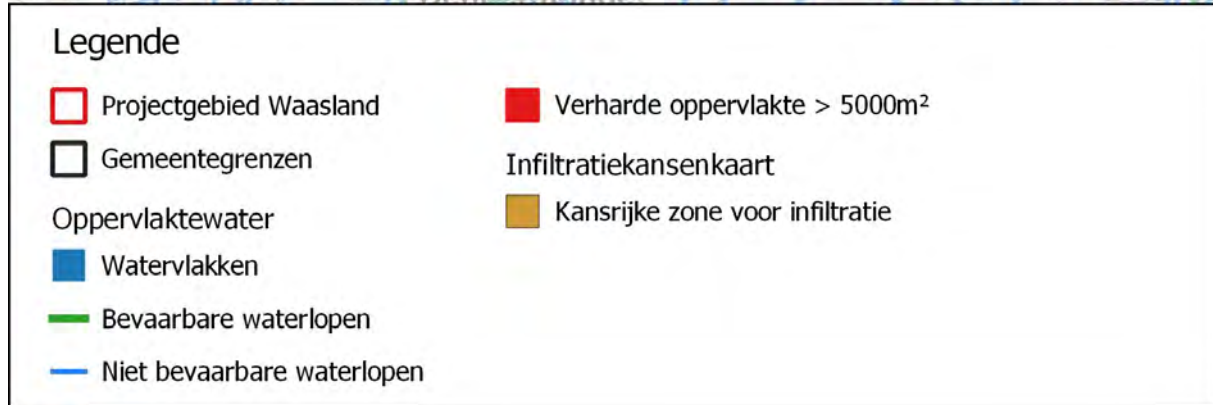 Legende
Projectgebied Waasland
Gemeentegrenzen
Oppervlaktewater
Watervlakken
Bevaarbare waterlopen
Niet bevaarbare waterlopen
Verharde oppervlakte > 5000m²
Infiltratiekansenkaart
Kansrijke zone voor infiltratie